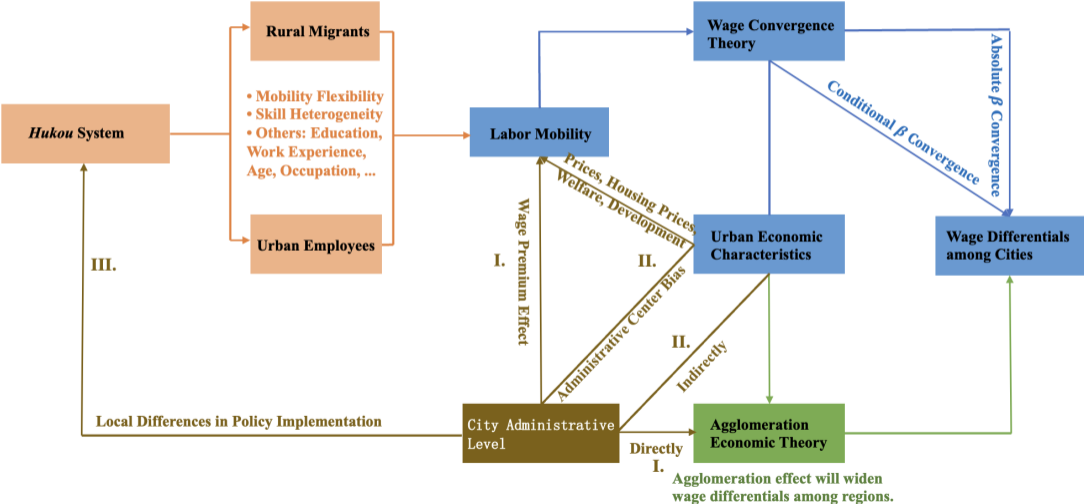 Rural Migrants
• Mobility Flexibility
• Skill Heterogeneity
• Others: Education,
Work Experience,
Age, Occupation, ...
Hukou System
Urban Employees
III.
Local Differences in Policy Implementation
Labor Mobility
Wage Convergence
Theory
Absolute β Convergence
Conditional β Convergence
Prices, Housing Prices,
Welfare, Development
I.
Wage Premium Effect
II.
Administrative Center Bias
Urban Economic
Characteristics
Wage Differentials
among Cities
II.
Indirectly
City Administrative
Level
Directly
I.
Agglomeration
Economic Theory
Agglomeration effect will widen
wage differentials among regions.